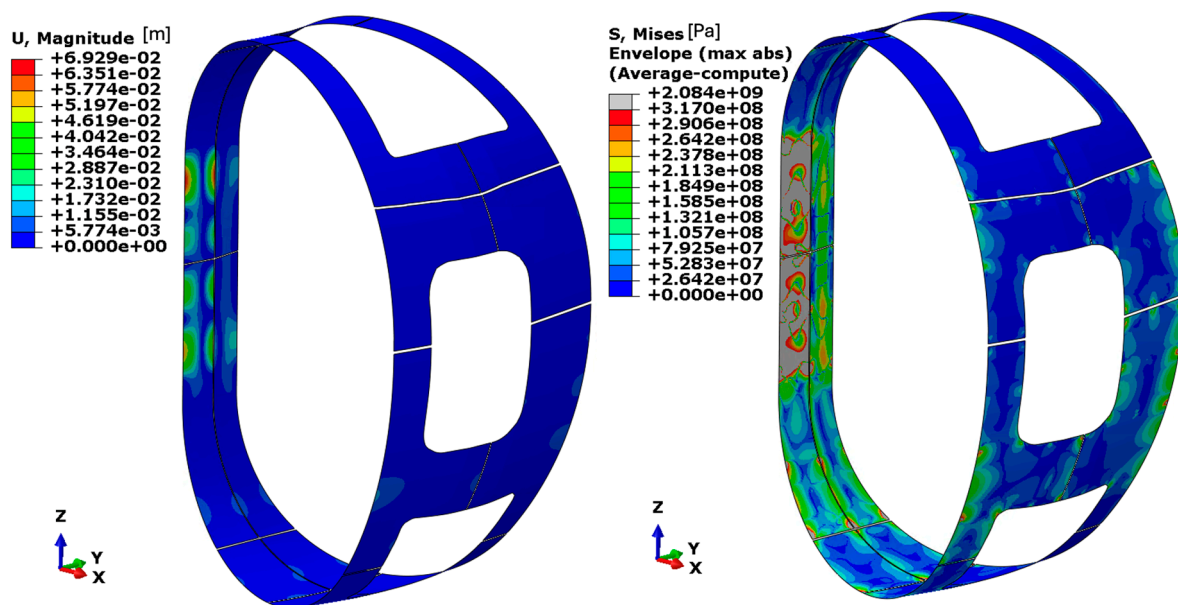 U, Magnitude [m]
+6.929e-02
+6.351e-02
+5.774e-02
+5.197e-02
+4.619e-02
+4.042e-02
+3.464e-02
+2.887e-02
+2.310e-02
+1.732e-02
+1.155e-02
+5.774e-03
+0.000e+00
Z
Y
X
S, Mises [Pa]
Envelope (max abs)
(Average-compute)
+2.084e+09
+3.170e+08
+2.906e+08
+2.642e+08
+2.378e+08
+2.113e+08
+1.849e+08
+1.585e+08
+1.321e+08
+1.057e+08
+7.925e+07
+5.283e+07
+2.642e+07
+0.000e+00
Z
Y
X